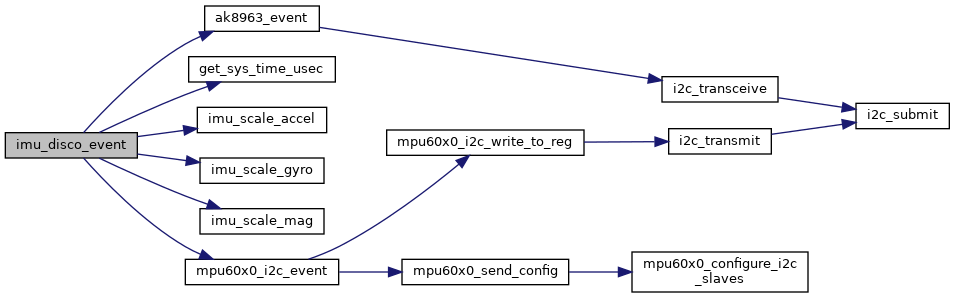 imu_disco_event
ak8963_event
get_sys_time_usec
imu_scale_accel
imu_scale_gyro
imu_scale_mag
mpu60x0_i2c_event
mpu60x0_i2c_write_to_reg
mpu60x0_send_config
i2c_transceive
i2c_transmit
mpu60x0_configure_i2c
_slaves
i2c_submit